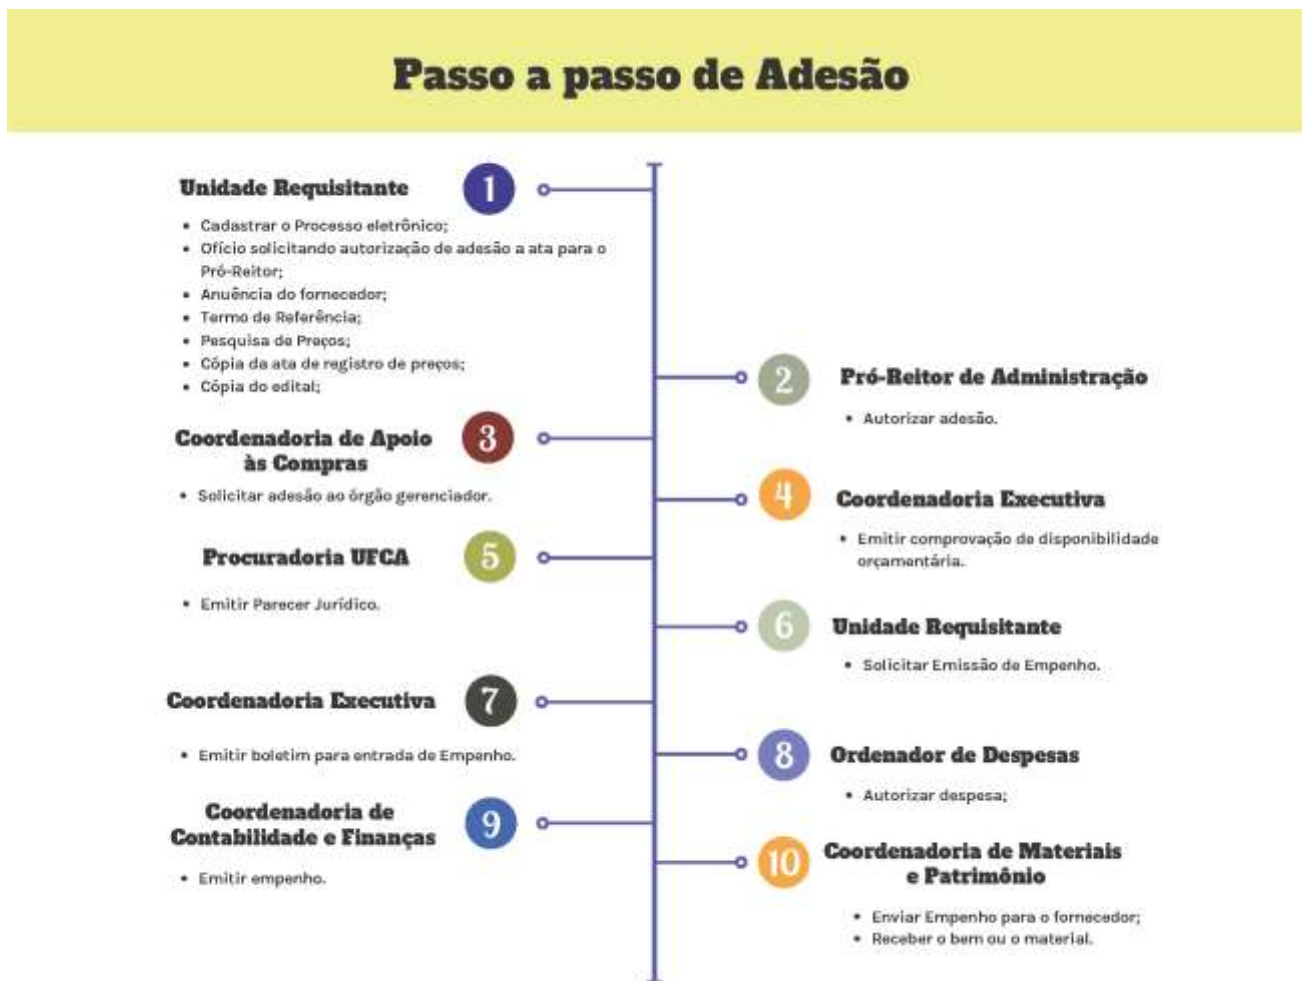 Passo a passo de Adesão
Unidade Requisitante
1
• Cadastrar o Processo eletrônico;
• Ofício solicitando autorização de adesão a ata para o
Pró-Reitor;
• Anuência do fornecedor;
• Termo de Referência;
• Pesquisa de Preços;
• Cópia da ata de registro de preços;
• Cópia do edital;
2
Pró-Reitor de Administração
• Autorizar adesão.
Coordenadoria de Apoio
às Compras
3
• Solicitar adesão ao órgão gerenciador.
4
Coordenadoria Executiva
• Emitir comprovação de disponibilidade
orçamentária.
Procuradoria UFCA
5
• Emitir Parecer Jurídico.
6
Unidade Requisitante
• Solicitar Emissão de Empenho.
Coordenadoria Executiva
7
• Emitir boletim para entrada de Empenho.
8
Ordenador de Despesas
• Autorizar despesa;
Coordenadoria de
Contabilidade e Finanças
9
• Emitir empenho.
10
Coordenadoria de Materiais
e Patrimônio
• Enviar Empenho para o fornecedor;
• Receber o bem ou o material.